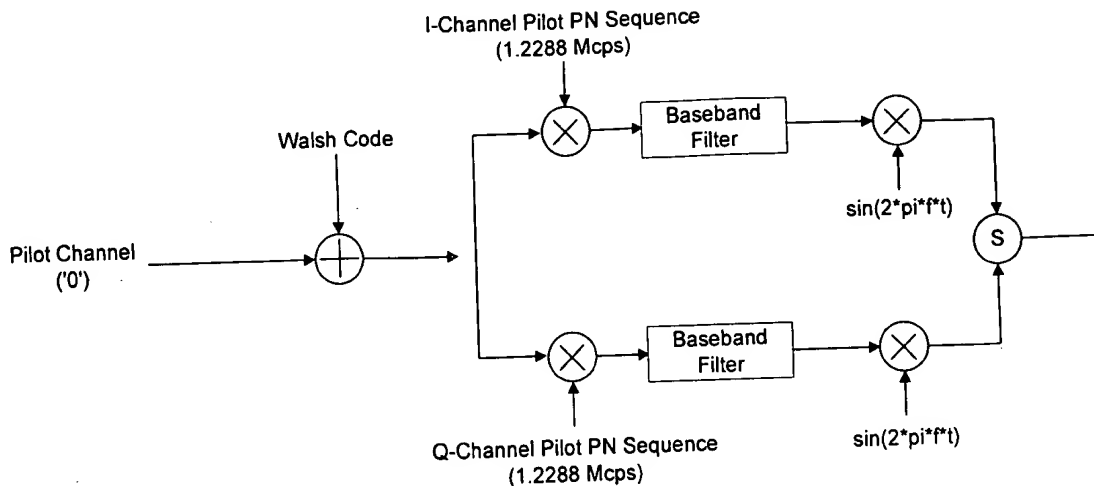 I-Channel Pilot PN Sequence
(1.2288 Mcps)
Walsh Code
Baseband
Filter
sin(2*pi*f*t)
Pilot Channel
('0')
S
Baseband
Filter
Q-Channel Pilot PN Sequence
(1.2288 Mcps)
sin(2*pi*f*t)